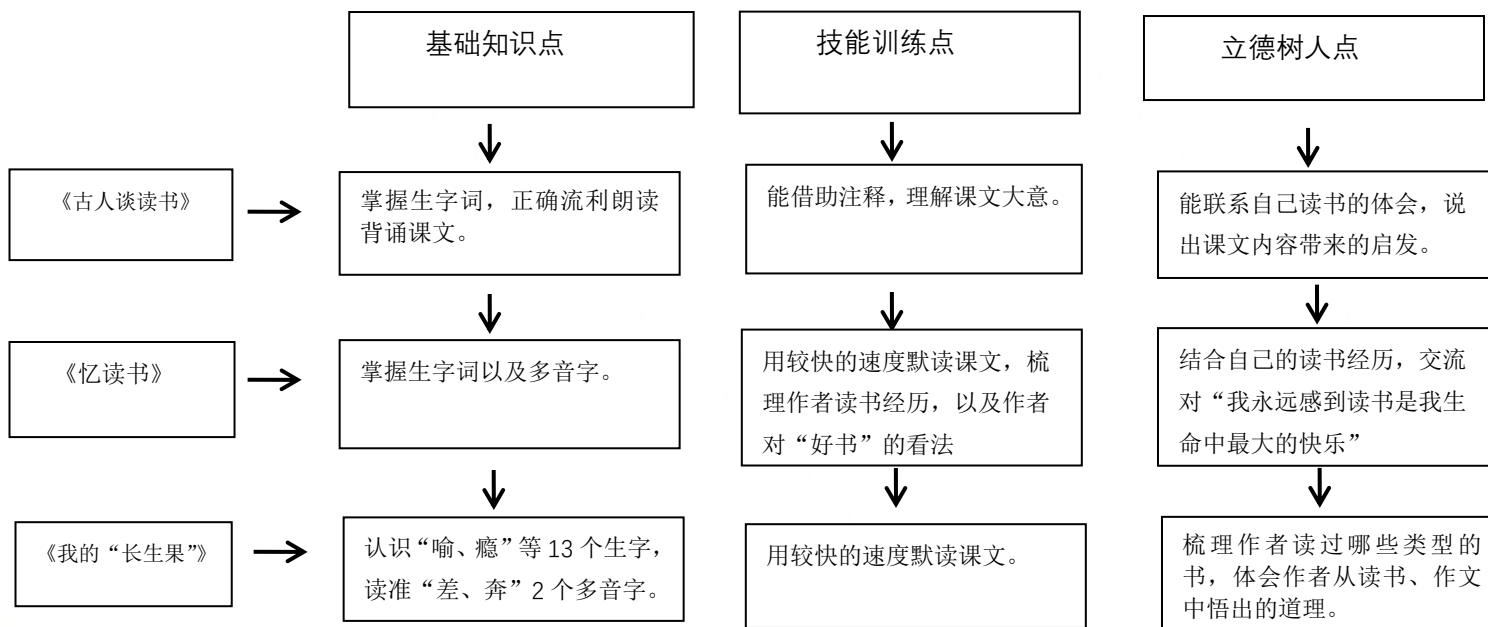 基础知识点
技能训练点
立德树人点
《古人谈读书》
掌握生字词，正确流利朗读
背诵课文。
能借助注释，理解课文大意。
能联系自己读书的体会，说
出课文内容带来的启发。
《忆读书》
掌握生字词以及多音字。
用较快的速度默读课文，梳
理作者读书经历，以及作者
对“好书”的看法
结合自己的读书经历，交流
对“我永远感到读书是我生
命中最大的快乐”
《我的“长生果”》
认识“喻、瘾”等13个生字，
读准“差、奔”2个多音字。
用较快的速度默读课文。
梳理作者读过哪些类型的
书，体会作者从读书、作文
中悟出的道理。